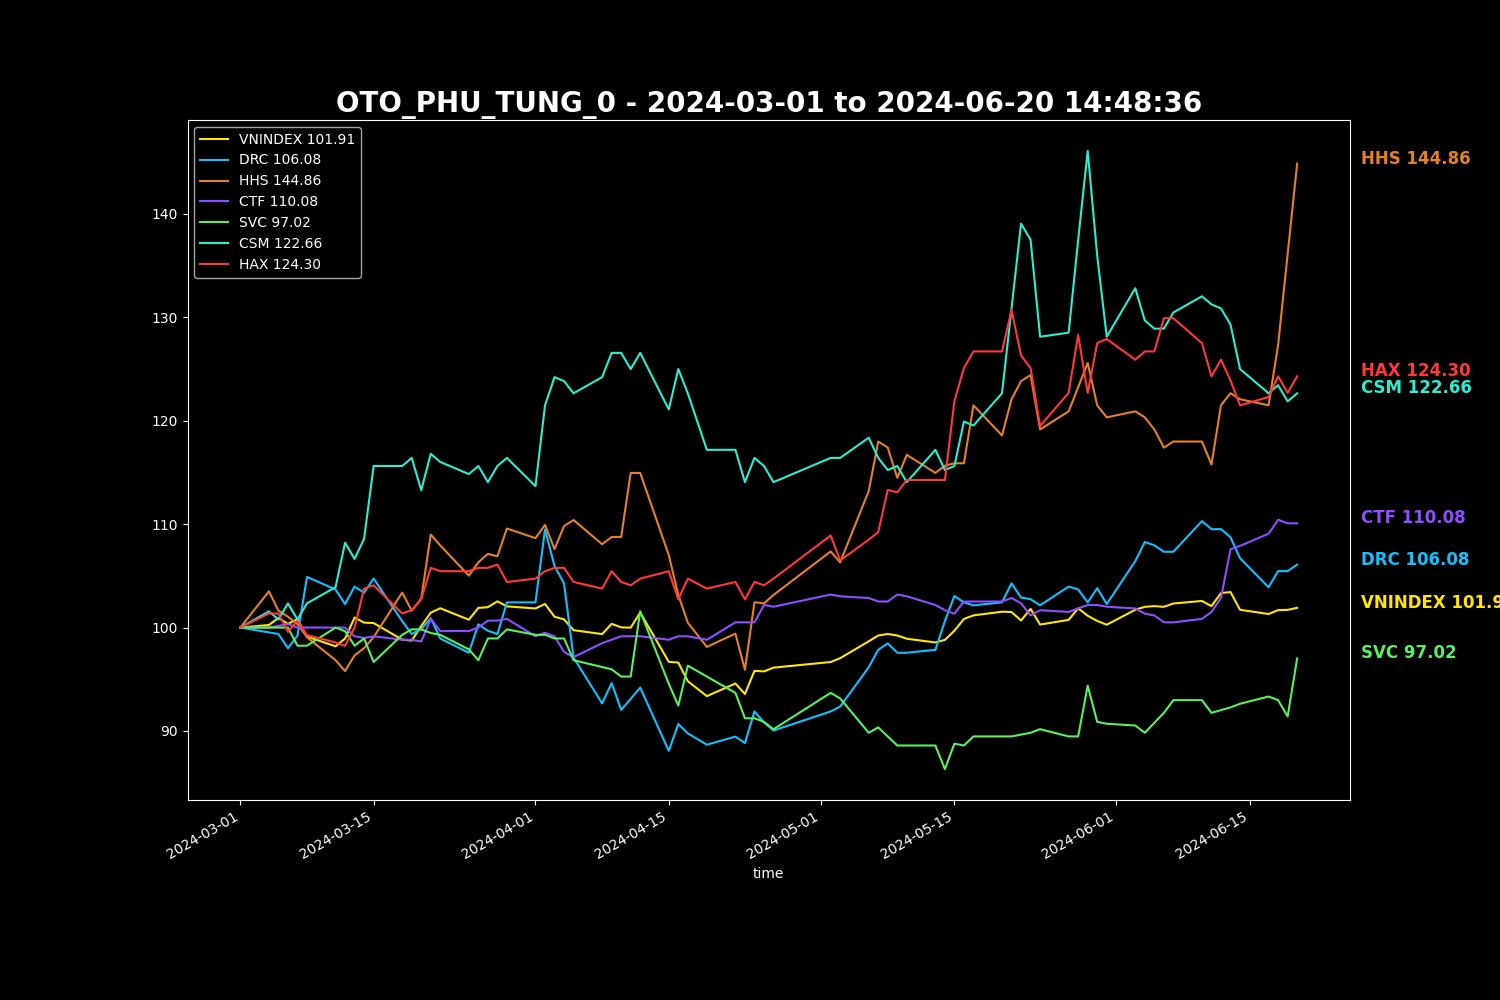 OTO_PHU_TUNG_0 - 2024-03-01 to 2024-06-20 14:48:36
VNINDEX 101.91
DRC 106.08
HHS 144.86
CTF 110.08
SVC 97.02
CSM 122.66
HAX 124.30
140
130
120
110
100
90
HHS 144.86
HAX 124.30
CSM 122.66
CTF 110.08
DRC 106.08
VNINDEX 101.9
SVC 97.02
2024-03-01
2024-03-15
2024-04-01
2024-04-15
2024-05-01
2024-05-15
2024-06-01
2024-06-15
time